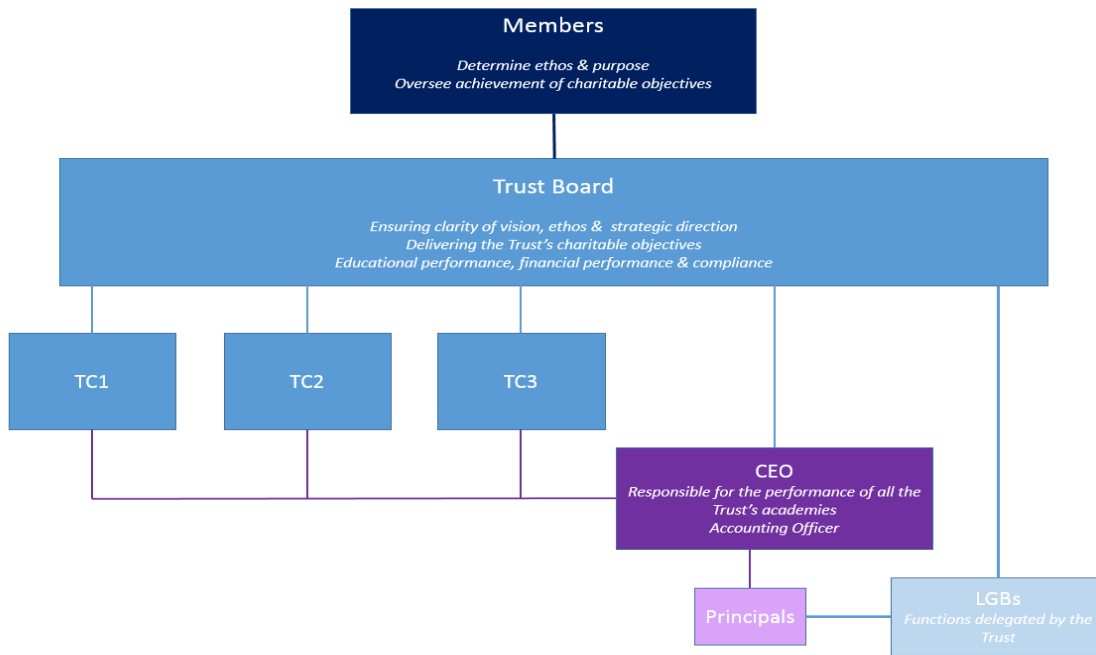 Members
Determine ethos & purpose
Oversee achievement of charitable objectives
Trust Board
Ensuring clarity of vision, ethos & strategic direction
Delivering the Trust's charitable objectives
Educational performance, financial performance & compliance
TC1
TC2
TC3
CEO
Responsible for the performance of all the
Trust's academies
Accounting Officer
Principals
LGBs
Functions delegated by the
Trust